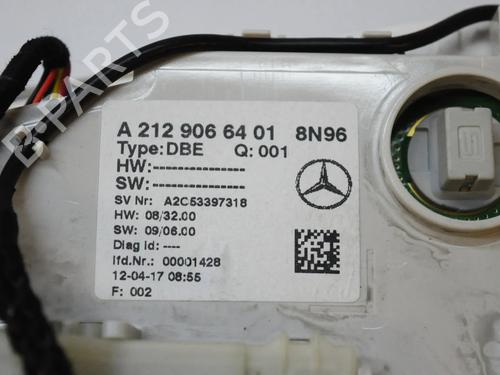 A 212 906 64 01 8N96
Type:DBE Q: 001
HW:----------------
SW:----------------
SV Nr: A2C53397318
HW: 08/32.00
SW: 09/06.00
Diag id: ----
lfd.Nr.: 00001428
12-04-17 08:55
F: 002